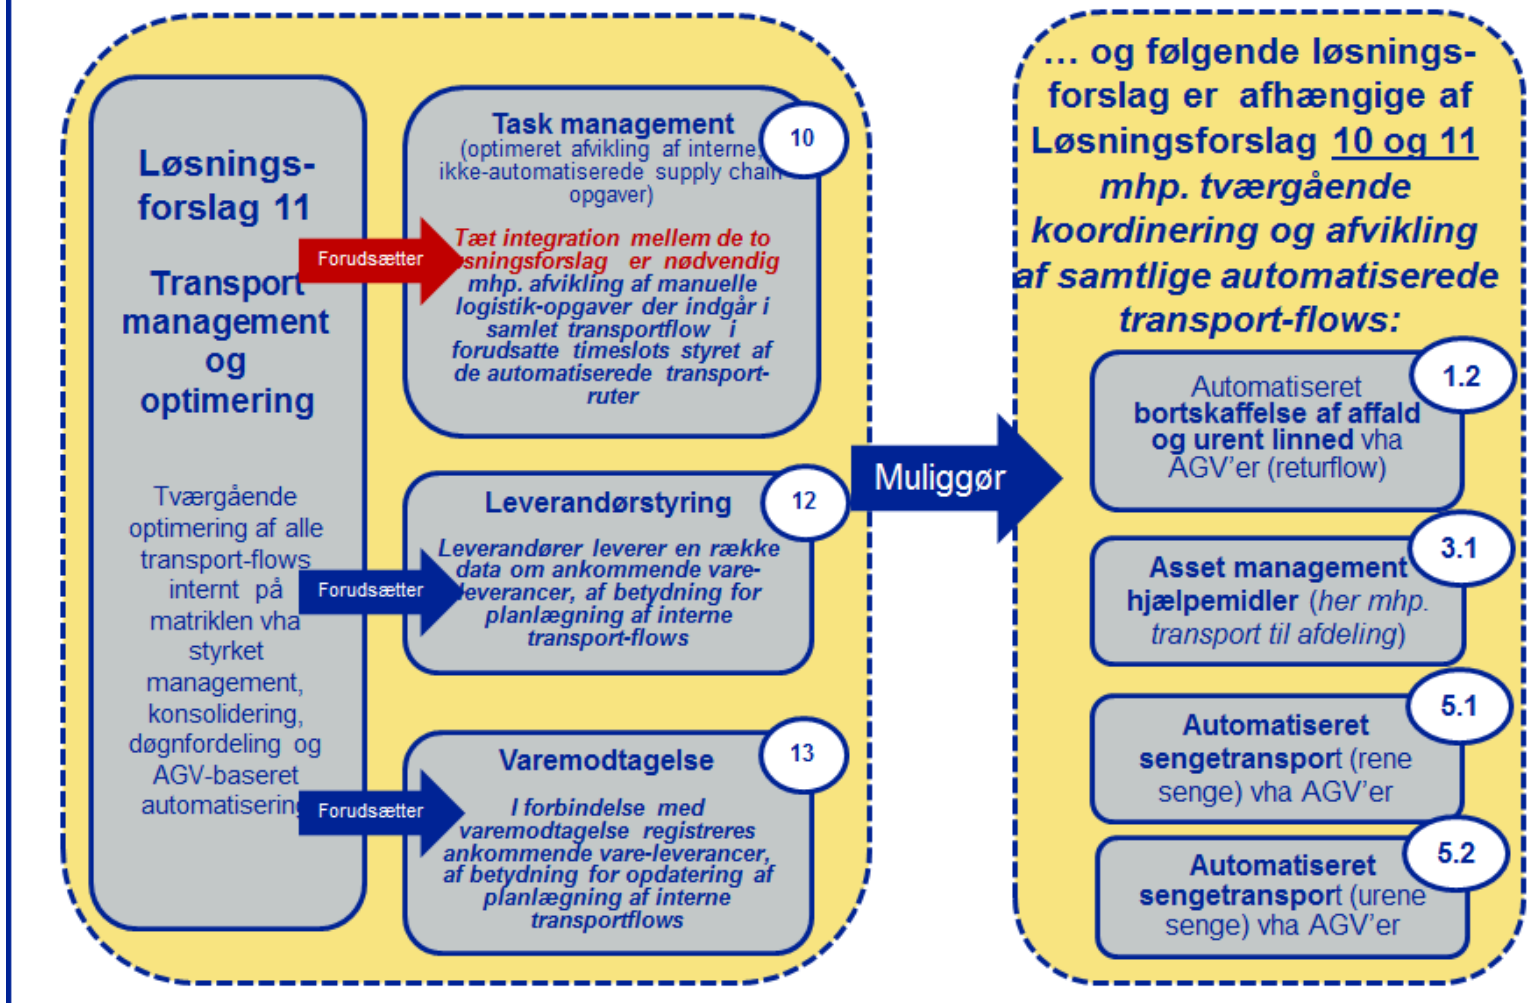 Løsnings-
forslag 11
Transport
management
og
optimering
Tværgående
optimering af alle
transport-flows
internt på
matriklen vha
styrket
management,
konsolidering,
døgnfordeling og
AGV-baseret
automatisering
Forudsætter
Task management
(optimeret afvikling af interne,
ikke-automatiserede supply chain
opgaver)
10
Tæt integration mellem de to
løsningsforslag er nødvendig
mhp. afvikling af manuelle
logistik-opgaver der indgår i
samlet transportflow i
forudsatte timeslots styret af
de automatiserede transport-
ruter
Forudsætter
Leverandørstyring
12
Leverandører leverer en række
data om ankommende vare-
leverancer, af betydning for
planlægning af interne
transport-flows
Forudsætter
Varemodtagelse
13
I forbindelse med
varemodtagelse registreres
ankommende vare-leverancer,
af betydning for opdatering af
planlægning af interne
transportflows
Muliggør
... og følgende løsnings-
forslag er afhængige af
Løsningsforslag 10 og 11
mhp. tværgående
koordinering og afvikling
af samtlige automatiserede
transport-flows:
1.2
Automatiseret
bortskaffelse af affald
og urent linned vha
AGV'er (returflow)
3.1
Asset management
hjælpemidler (her mhp.
transport til afdeling)
5.1
Automatiseret
sengetransport (rene
senge) vha AGV'er
5.2
Automatiseret
sengetransport (urene
senge) vha AGV'er